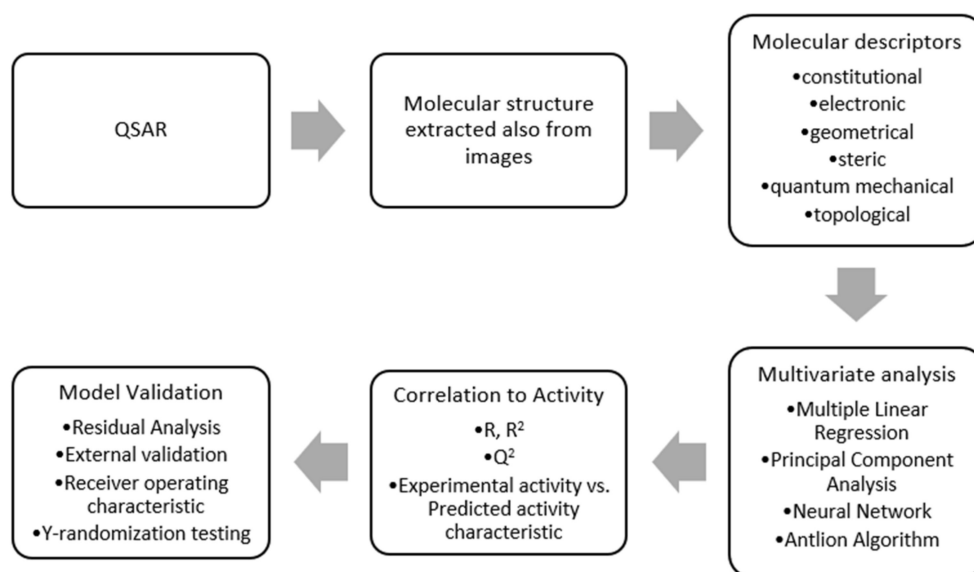 QSAR
Molecular structure
extracted also from
images
Molecular descriptors
•constitutional
•electronic
•geometrical
•steric
•quantum mechanical
•topological
Multivariate analysis
•Multiple Linear
Regression
•Principal Component
Analysis
•Neural Network
•Antlion Algorithm
Correlation to Activity
•R, R²
•Q²
•Experimental activity vs.
Predicted activity
characteristic
Model Validation
•Residual Analysis
•External validation
•Receiver operating
characteristic
•Y-randomization testing